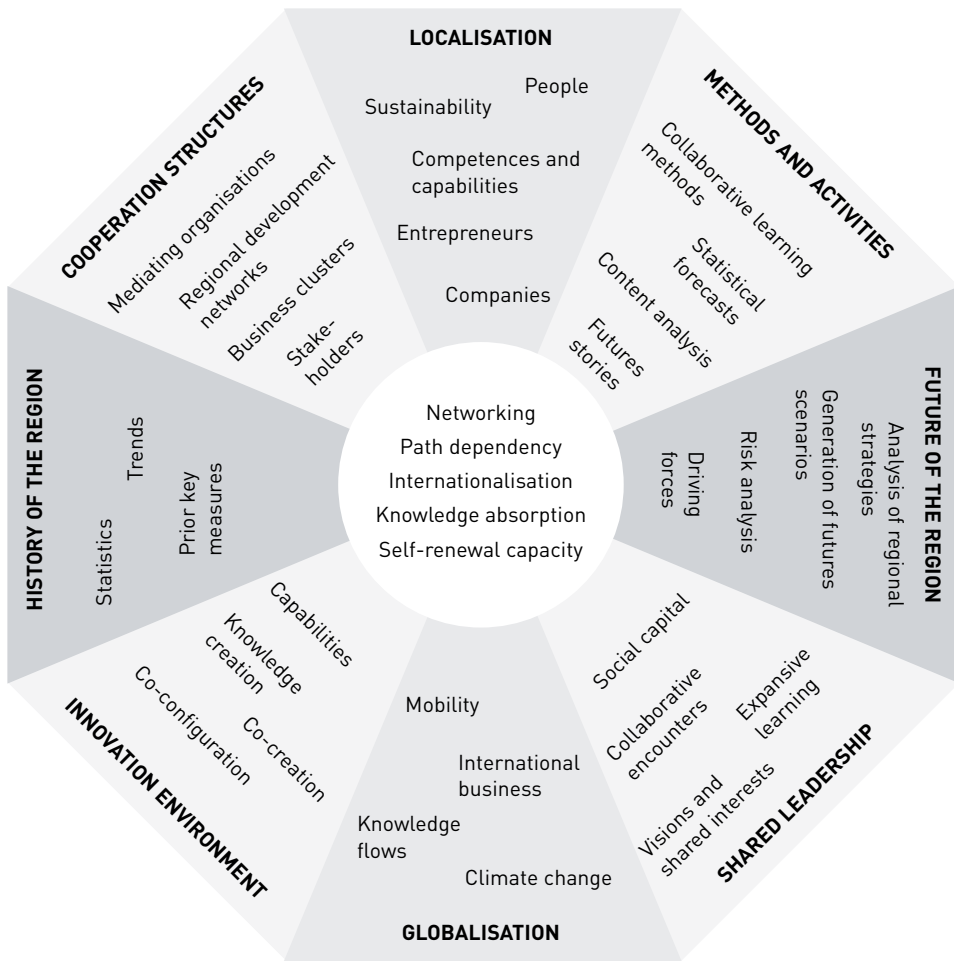 LOCALISATION
People
Sustainability
Competences and
capabilities
Entrepreneurs
Companies
METHODS AND ACTIVITIES
Collaborative learning
methods
Statistical
forecasts
Content analysis
Futures
stories
FUTURE OF THE REGION
Analysis of regional
strategies
Generation of futures
scenarios
Risk analysis
Driving
forces
SHARED LEADERSHIP
Social capital
Expansive
learning
Collaborative
encounters
Visions and
shared interests
GLOBALISATION
Mobility
International
business
Knowledge
flows
Climate change
INNOVATION ENVIRONMENT
Capabilities
Knowledge
creation
Co-creation
Co-configuration
HISTORY OF THE REGION
Trends
Prior key
measures
Statistics
COOPERATION STRUCTURES
Mediating organisations
Regional development
networks
Business clusters
Stake-
holders
Networking
Path dependency
Internationalisation
Knowledge absorption
Self-renewal capacity